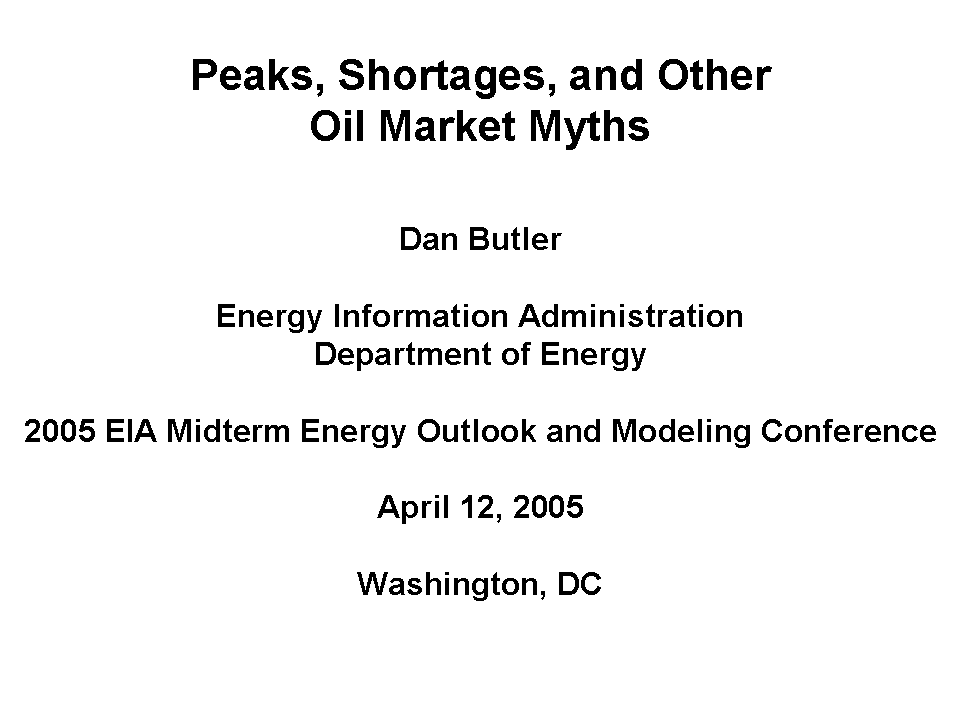 Peaks, Shortages, and Other
Oil Market Myths
Dan Butler
Energy Information Administration
Department of Energy
2005 EIA Midterm Energy Outlook and Modeling Conference
April 12, 2005
Washington, DC